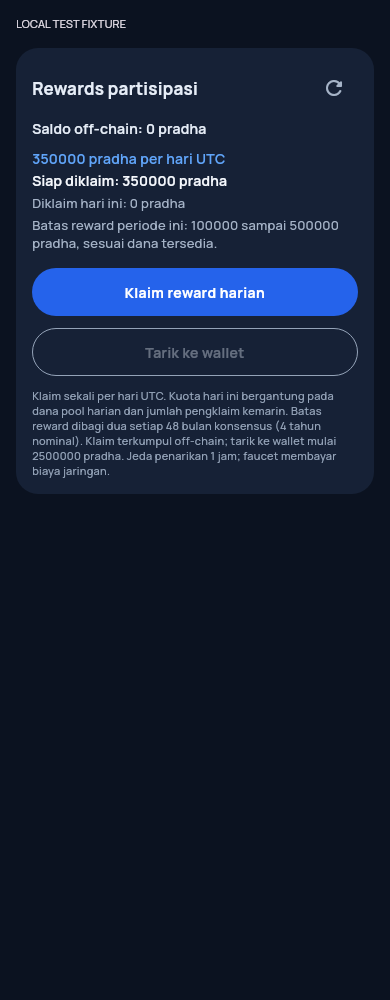 LOCAL TEST FIXTURE
Rewards partisipasi
Saldo off-chain: 0 pradha
350000 pradha per hari UTC
Siap diklaim: 350000 pradha
Diklaim hari ini: 0 pradha
Batas reward periode ini: 100000 sampai 500000
pradha, sesuai dana tersedia.
Klaim reward harian
Tarik ke wallet
Klaim sekali per hari UTC. Kuota hari ini bergantung pada
dana pool harian dan jumlah pengklaim kemarin. Batas
reward dibagi dua setiap 48 bulan konsensus (4 tahun
nominal). Klaim terkumpul off-chain; tarik ke wallet mulai
2500000 pradha. Jeda penarikan 1 jam; faucet membayar
biaya jaringan.